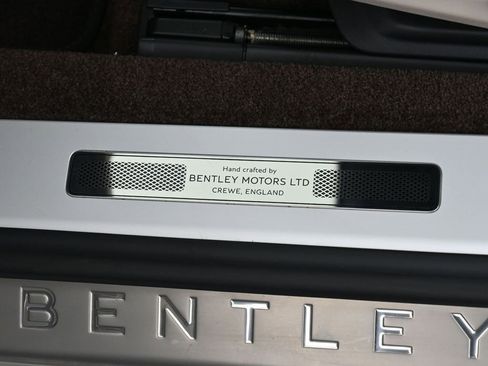 Hand crafted by
BENTLEY MOTORS LTD
CREWE, ENGLAND
BENTLEY